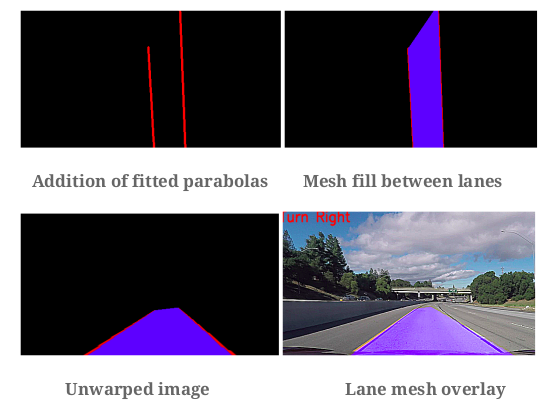 Addition of fitted parabolas
Mesh fill between lanes
urn Right
Unwarped image
Lane mesh overlay